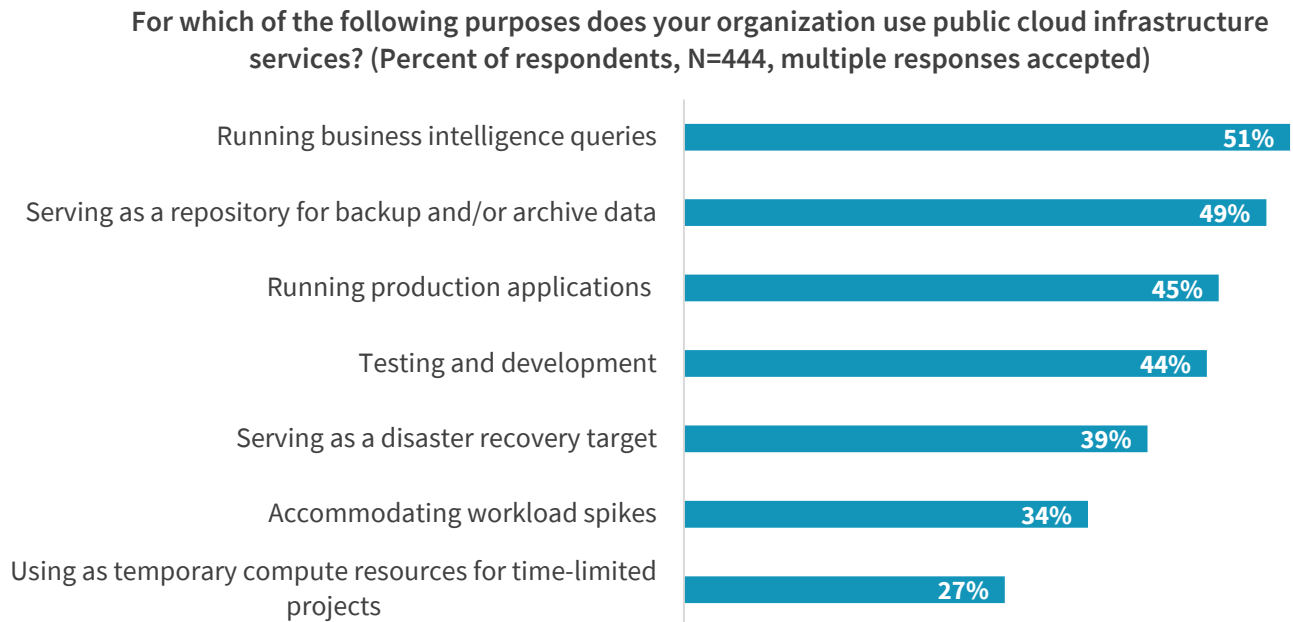 For which of the following purposes does your organization use public cloud infrastructure
services? (Percent of respondents, N=444, multiple responses accepted)
Running business intelligence queries
51%
Serving as a repository for backup and/or archive data
49%
Running production applications
45%
Testing and development
44%
Serving as a disaster recovery target
39%
Accommodating workload spikes
34%
Using as temporary compute resources for time-limited
projects
27%